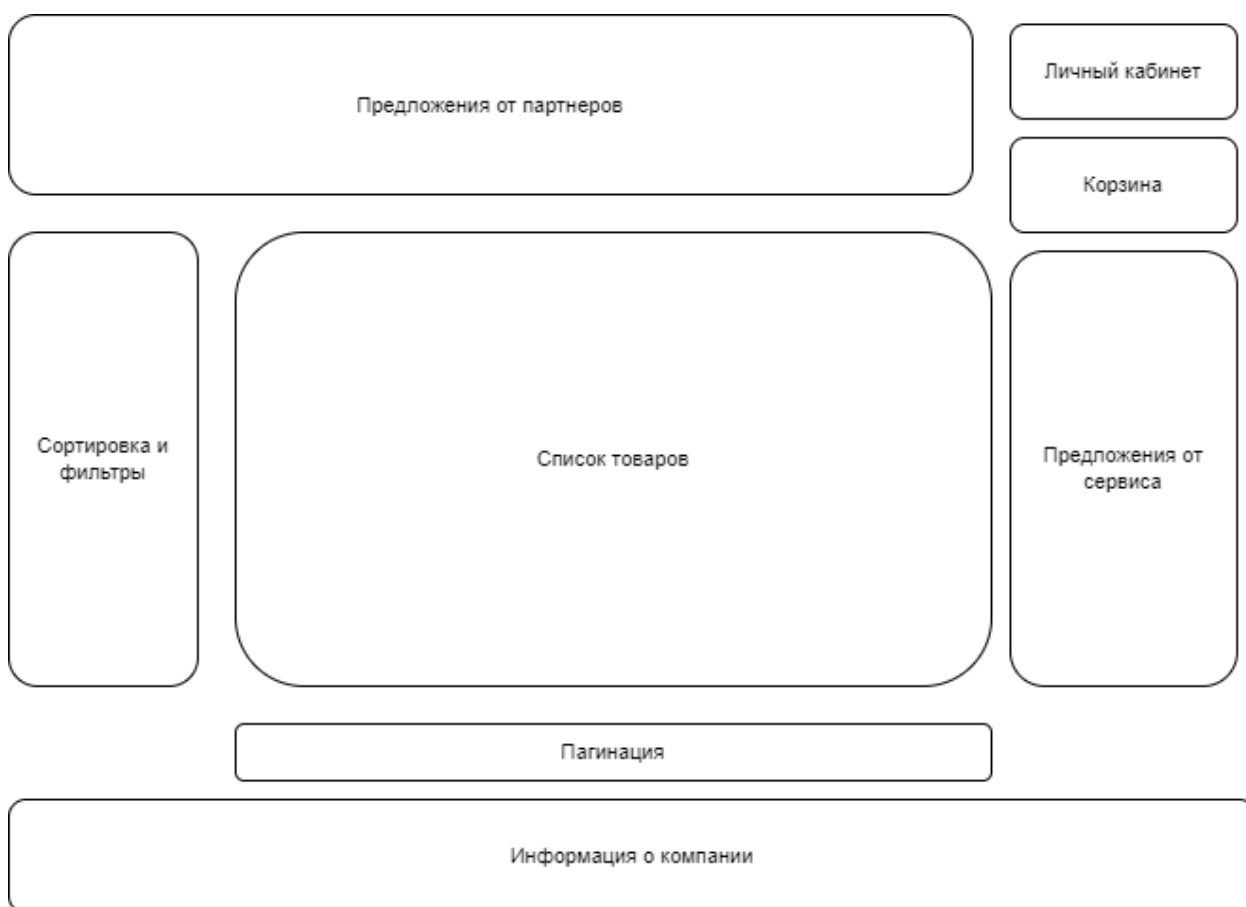 Предложения от партнеров
Личный кабинет
Корзина
Сортировка и
фильтры
Список товаров
Предложения от
сервиса
Пагинация
Информация о компании